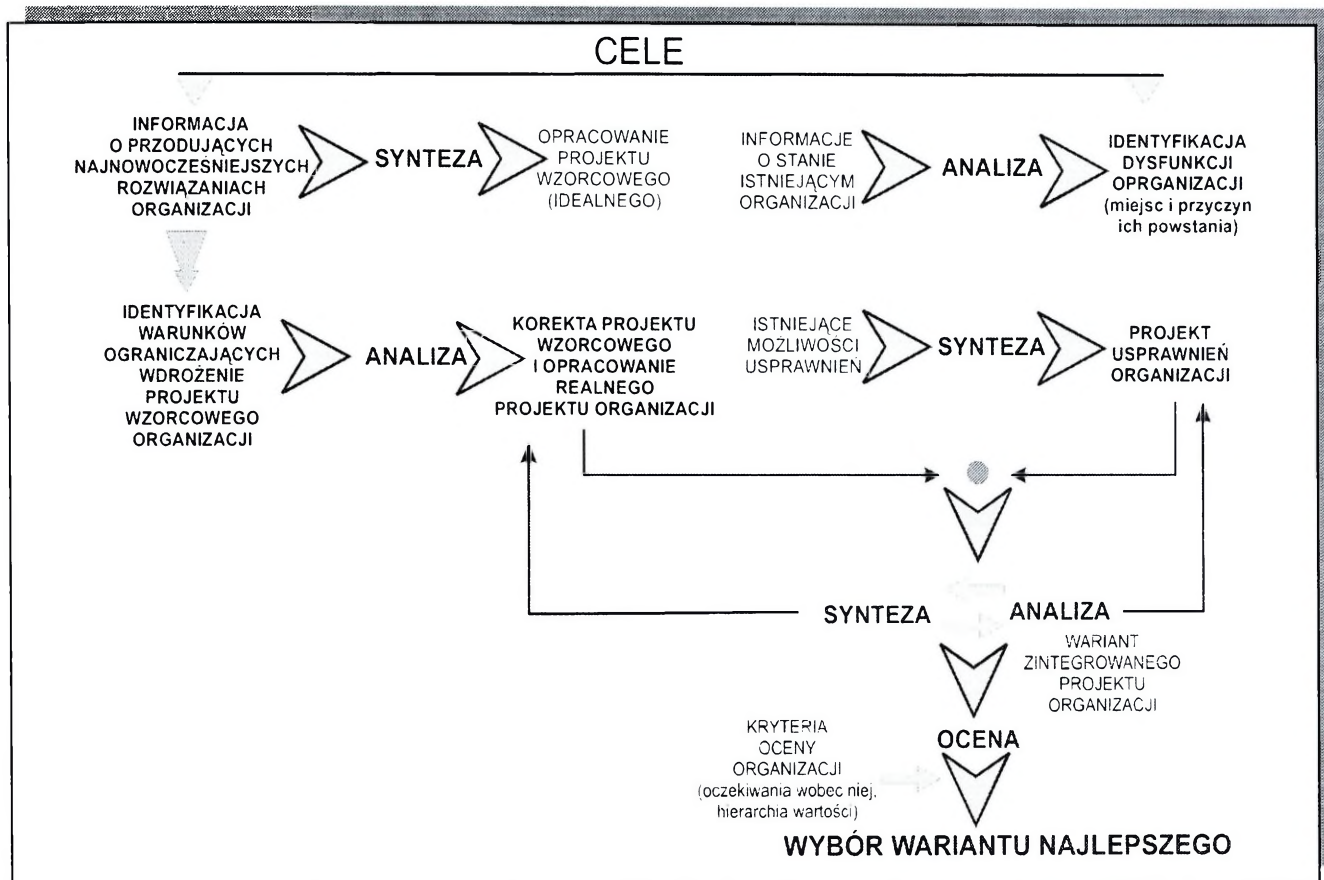 CELE
INFORMACJA
O PRZODUJĄCYCH
NAJNOWOCZEŚNIEJSZYCH
ROZWIĄZANIACH
ORGANIZACJI
SYNTEZA
OPRACOWANIE
PROJEKTU
WZORCOWEGO
(IDEALNEGO)
INFORMACJE
O STANIE
ISTNIEJĄCYM
ORGANIZACJI
ANALIZA
IDENTYFIKACJA
DYSFUNKCJI
OPRGANIZACJI
(miejsc i przyczyn
ich powstania)
IDENTYFIKACJA
WARUNKÓW
OGRANICZAJĄCYCH
WDROŻENIE
PROJEKTU
WZORCOWEGO
ORGANIZACJI
ANALIZA
KOREKTA PROJEKTU
WZORCOWEGO
I OPRACOWANIE
REALNEGO
PROJEKTU ORGANIZACJI
ISTNIEJĄCE
MOŻLIWOŚCI
USPRAWNIEŃ
SYNTEZA
PROJEKT
USPRAWNIEŃ
ORGANIZACJI
SYNTEZA
ANALIZA
WARIANT
ZINTEGROWANEGO
PROJEKTU
ORGANIZACJI
KRYTERIA
OCENY
ORGANIZACJI
(oczekiwania wobec niej,
hierarchia wartości)
OCENA
WYBÓR WARIANTU NAJLEPSZEGO